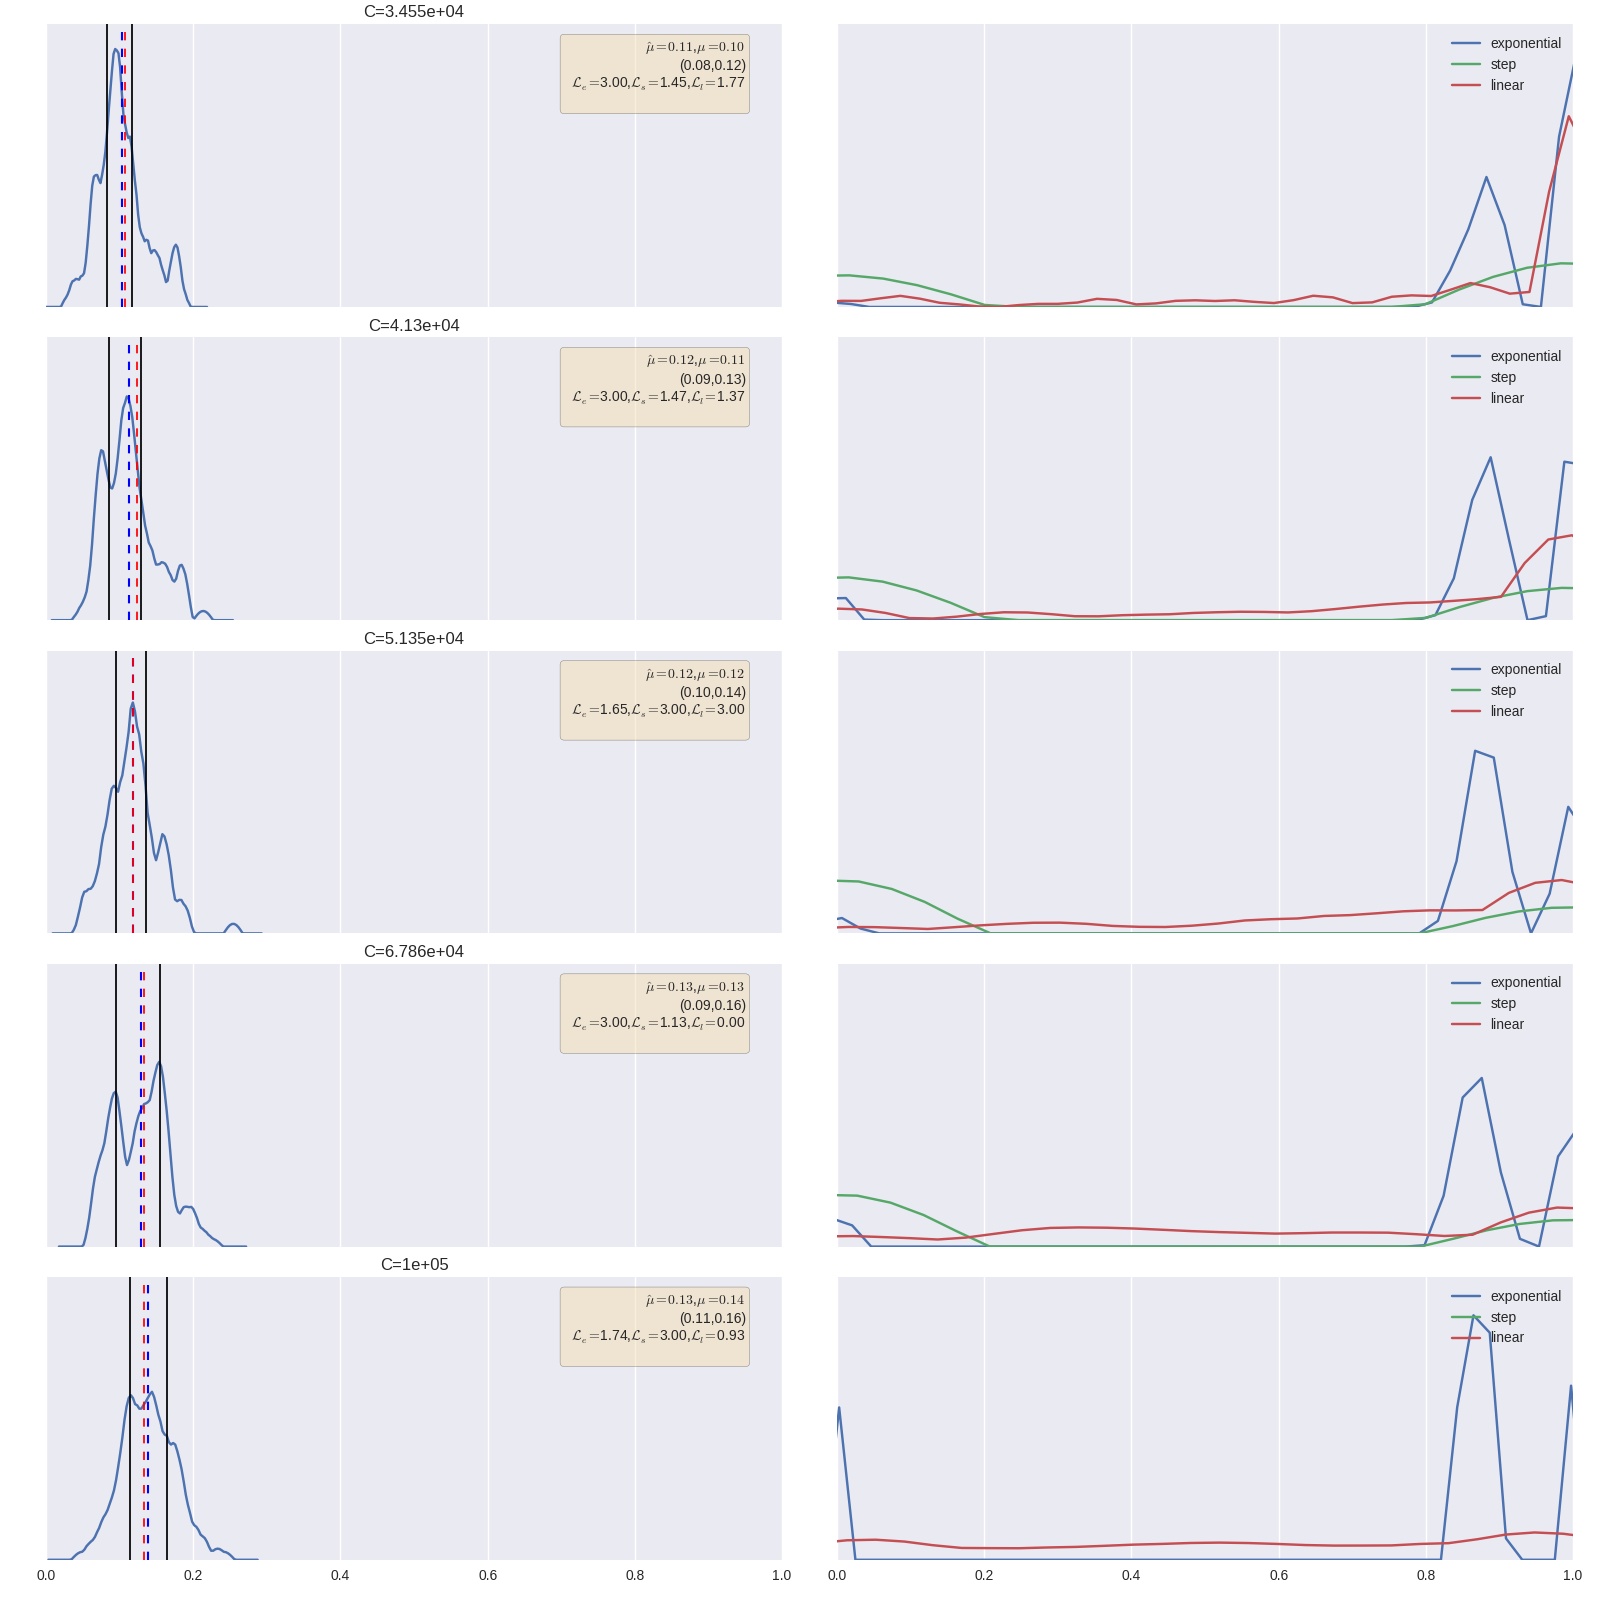 C=3.455e+04
μ̂=0.11,μ=0.10
(0.08,0.12)
ℒₑ=3.00,ℒₛ=1.45,ℒₗ=1.77
exponential
step
linear
C=4.13e+04
μ̂=0.12,μ=0.11
(0.09,0.13)
ℒₑ=3.00,ℒₛ=1.47,ℒₗ=1.37
exponential
step
linear
C=5.135e+04
μ̂=0.12,μ=0.12
(0.10,0.14)
ℒₑ=1.65,ℒₛ=3.00,ℒₗ=3.00
exponential
step
linear
C=6.786e+04
μ̂=0.13,μ=0.13
(0.09,0.16)
ℒₑ=3.00,ℒₛ=1.13,ℒₗ=0.00
exponential
step
linear
C=1e+05
μ̂=0.13,μ=0.14
(0.11,0.16)
ℒₑ=1.74,ℒₛ=3.00,ℒₗ=0.93
exponential
step
linear
0.0 0.2 0.4 0.6 0.8 1.0
0.0 0.2 0.4 0.6 0.8 1.0